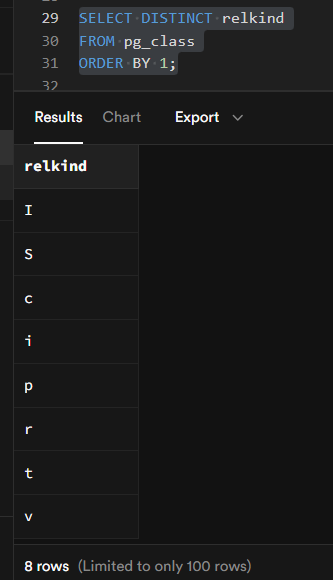 29 SELECT DISTINCT relkind
30 FROM pg_class
31 ORDER BY 1;
32
Results Chart Export
relkind
I
S
c
i
p
r
t
v
8 rows (Limited to only 100 rows)